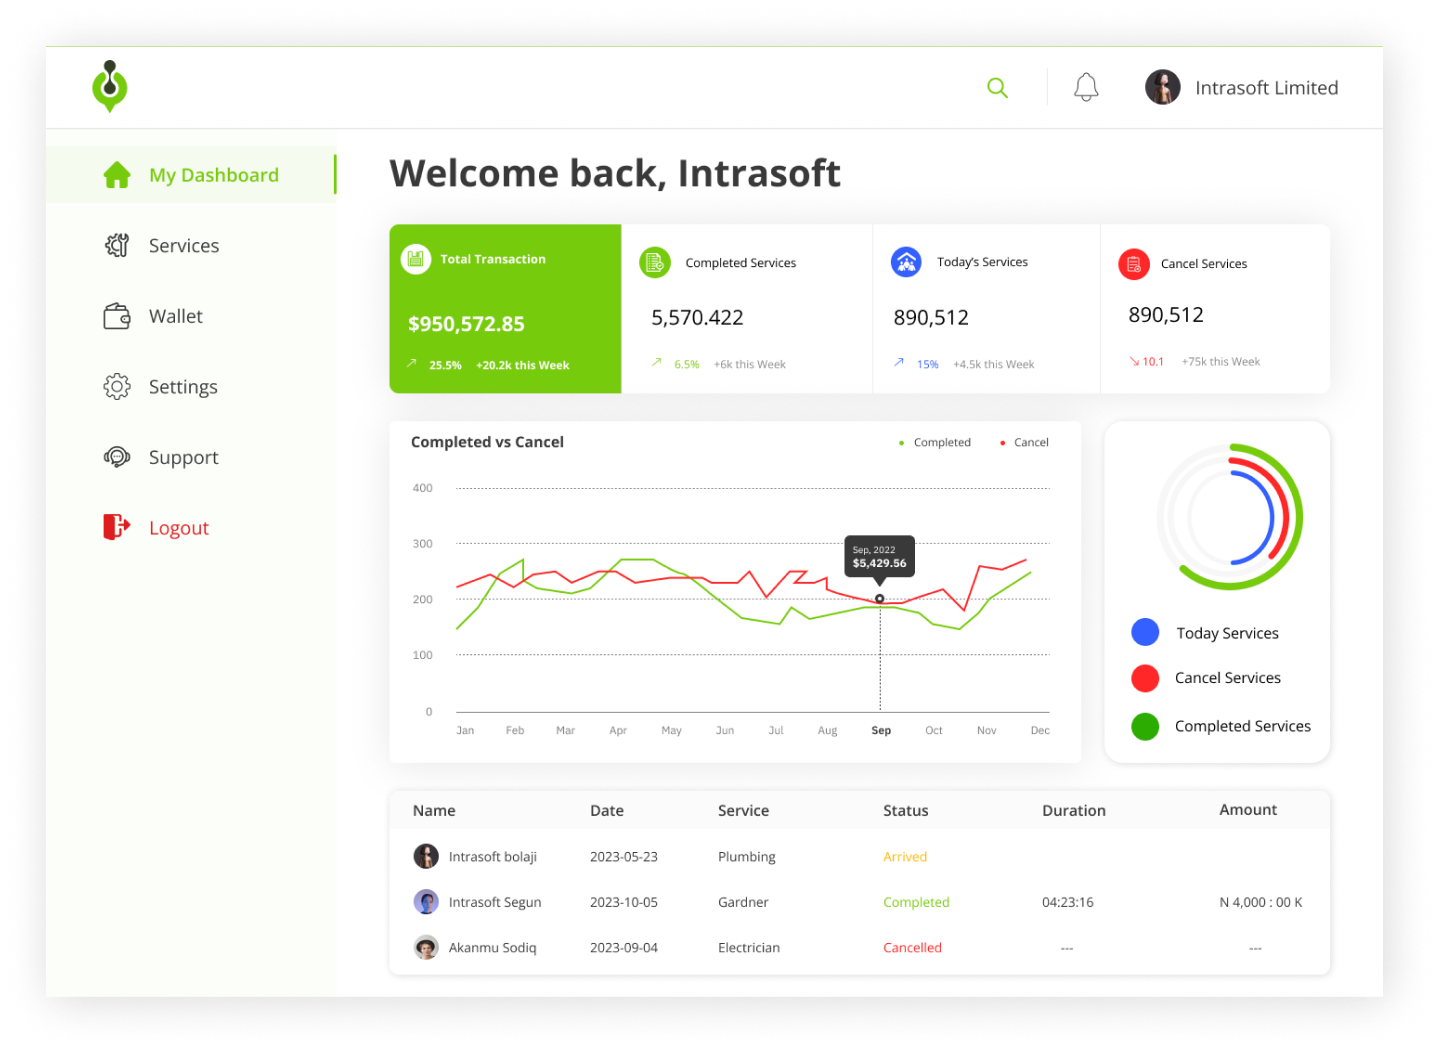 Intrasoft Limited
My Dashboard
Services
Wallet
Settings
Support
Logout
Welcome back, Intrasoft
Total Transaction
$950,572.85
25.5% +20.2k this Week
Completed Services
5,570.422
6.5% +6k this Week
Today's Services
890,512
15% +4.5k this Week
Cancel Services
890,512
10.1 +75k this Week
Completed vs Cancel
Completed Cancel
400
300
200
100
0
Sep, 2022
$5,429.56
Jan Feb Mar Apr May Jun Jul Aug Sep Oct Nov Dec
Today Services
Cancel Services
Completed Services
Name Date Service Status Duration Amount
Intrasoft bolaji 2023-05-23 Plumbing Arrived
Intrasoft Segun 2023-10-05 Gardner Completed 04:23:16 N 4,000 : 00 K
Akanmu Sodiq 2023-09-04 Electrician Cancelled --- ---